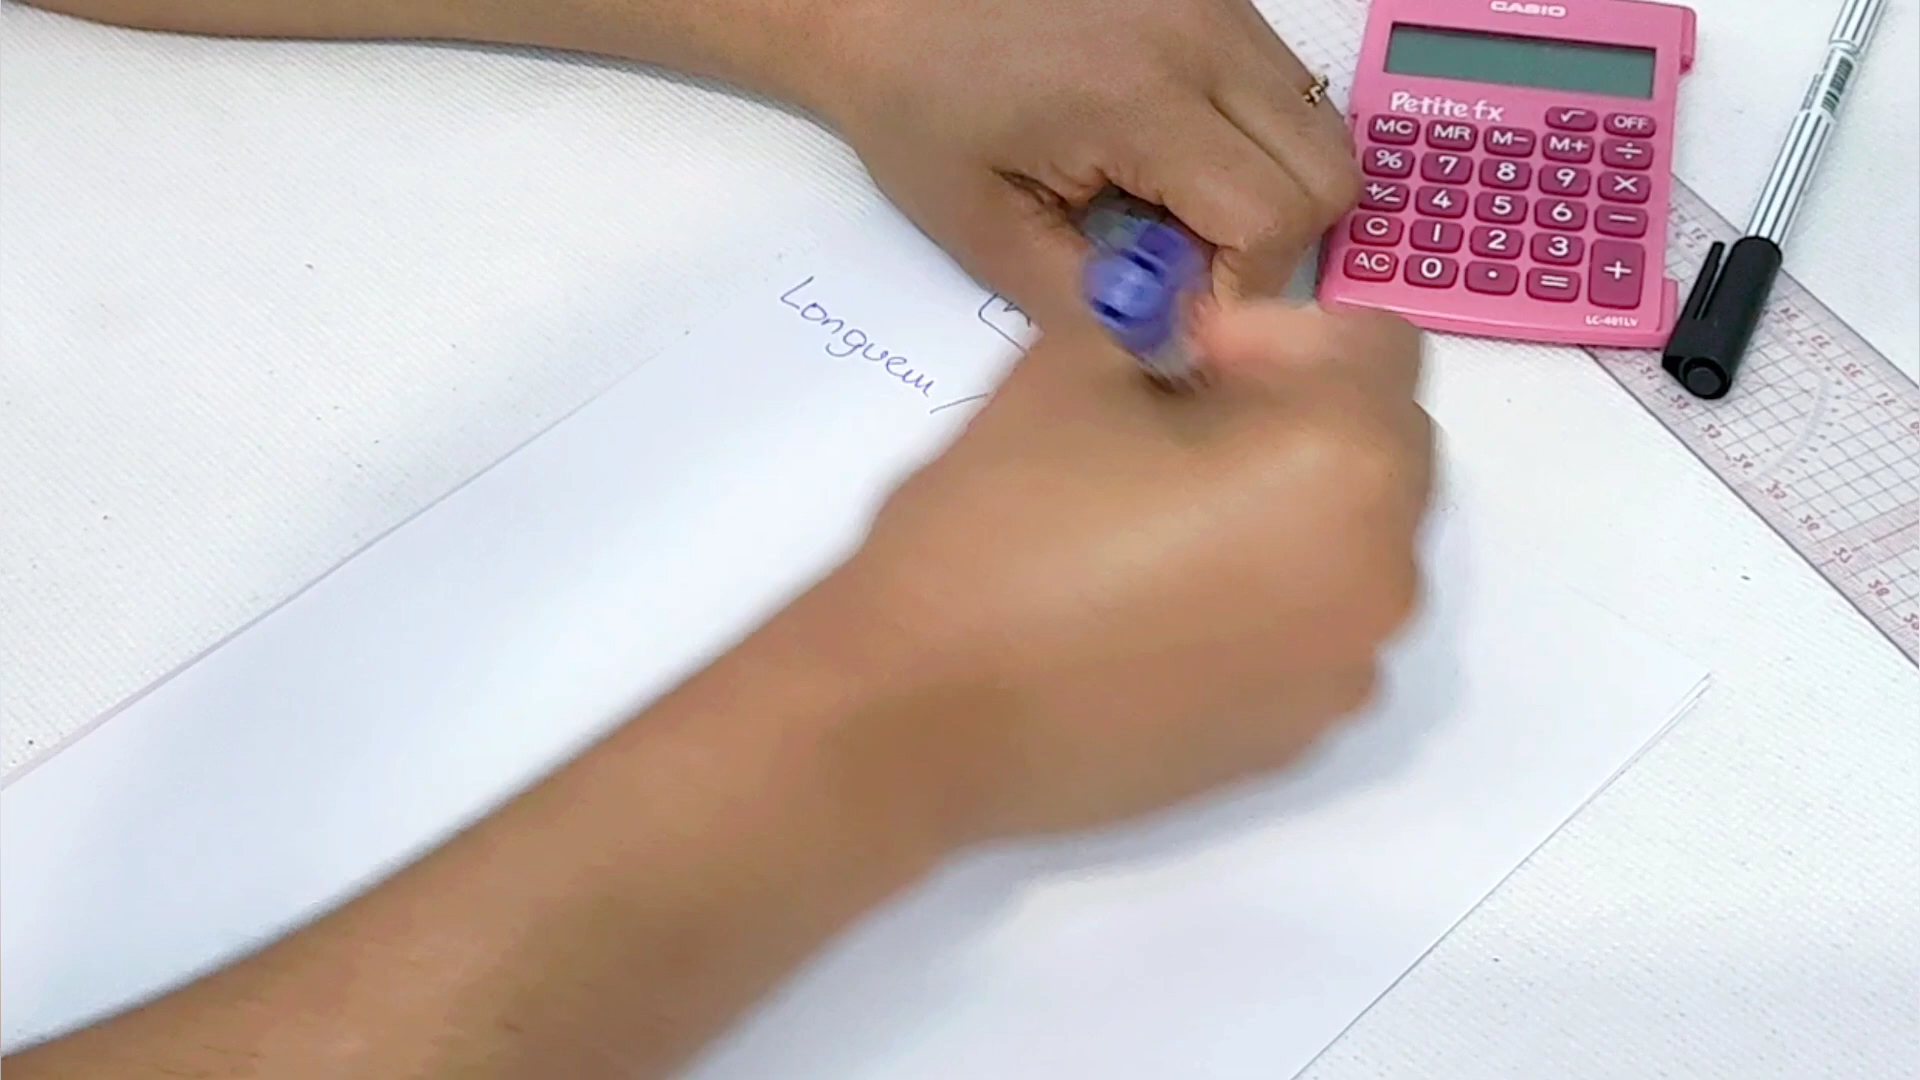 CASIO
Petite fx
√ OFF
MC MR M− M+ ÷
% 7 8 9 ×
+/− 4 5 6 −
C 1 2 3
AC 0 · = +
LC-401LV
Longueur /